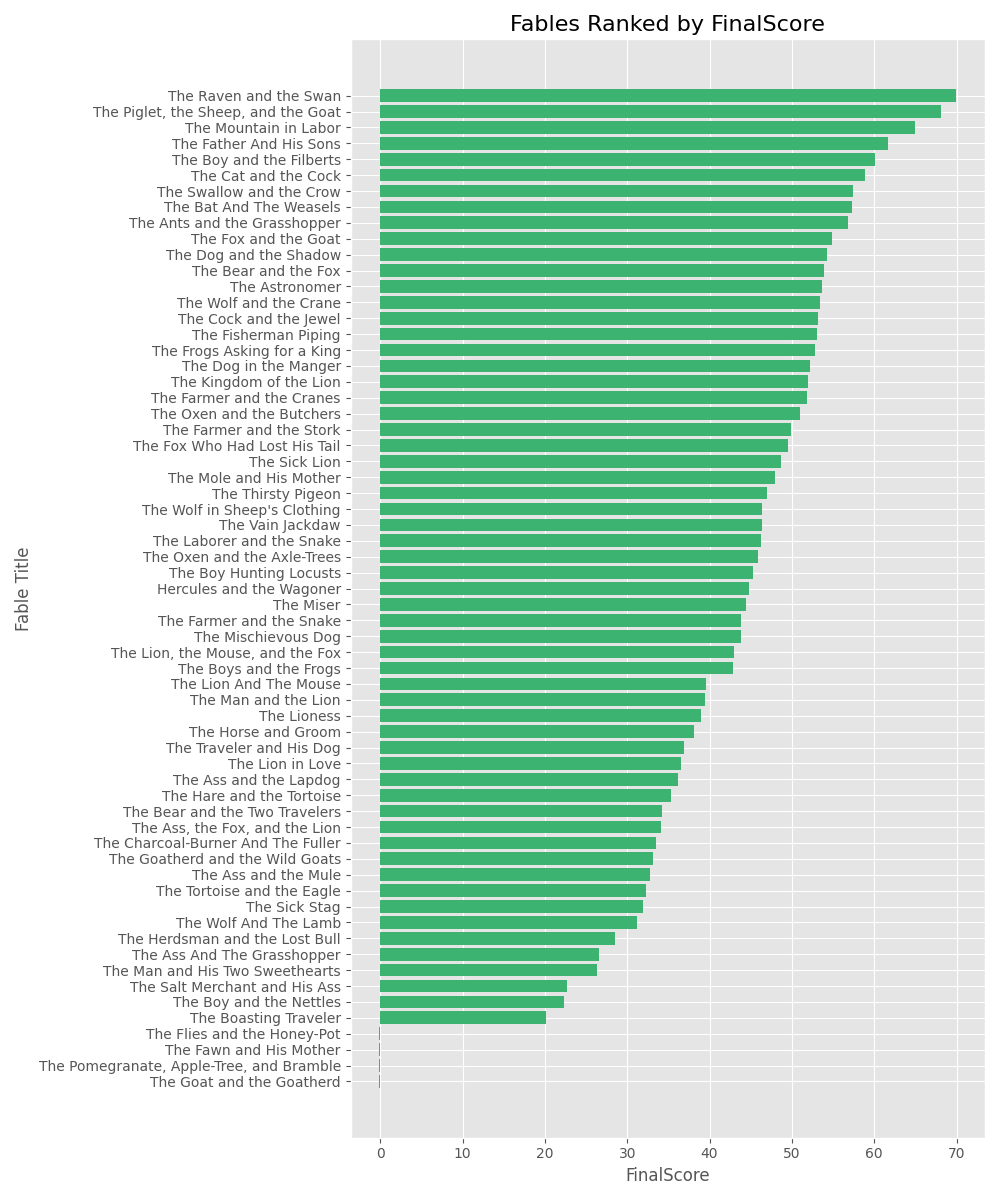 Fables Ranked by FinalScore
The Raven and the Swan
The Piglet, the Sheep, and the Goat
The Mountain in Labor
The Father And His Sons
The Boy and the Filberts
The Cat and the Cock
The Swallow and the Crow
The Bat And The Weasels
The Ants and the Grasshopper
The Fox and the Goat
The Dog and the Shadow
The Bear and the Fox
The Astronomer
The Wolf and the Crane
The Cock and the Jewel
The Fisherman Piping
The Frogs Asking for a King
The Dog in the Manger
The Kingdom of the Lion
The Farmer and the Cranes
The Oxen and the Butchers
The Farmer and the Stork
The Fox Who Had Lost His Tail
The Sick Lion
The Mole and His Mother
The Thirsty Pigeon
The Wolf in Sheep's Clothing
The Vain Jackdaw
The Laborer and the Snake
The Oxen and the Axle-Trees
The Boy Hunting Locusts
Hercules and the Wagoner
The Miser
The Farmer and the Snake
The Mischievous Dog
The Lion, the Mouse, and the Fox
The Boys and the Frogs
The Lion And The Mouse
The Man and the Lion
The Lioness
The Horse and Groom
The Traveler and His Dog
The Lion in Love
The Ass and the Lapdog
The Hare and the Tortoise
The Bear and the Two Travelers
The Ass, the Fox, and the Lion
The Charcoal-Burner And The Fuller
The Goatherd and the Wild Goats
The Ass and the Mule
The Tortoise and the Eagle
The Sick Stag
The Wolf And The Lamb
The Herdsman and the Lost Bull
The Ass And The Grasshopper
The Man and His Two Sweethearts
The Salt Merchant and His Ass
The Boy and the Nettles
The Boasting Traveler
The Flies and the Honey-Pot
The Fawn and His Mother
The Pomegranate, Apple-Tree, and Bramble
The Goat and the Goatherd
Fable Title
0 10 20 30 40 50 60 70
FinalScore